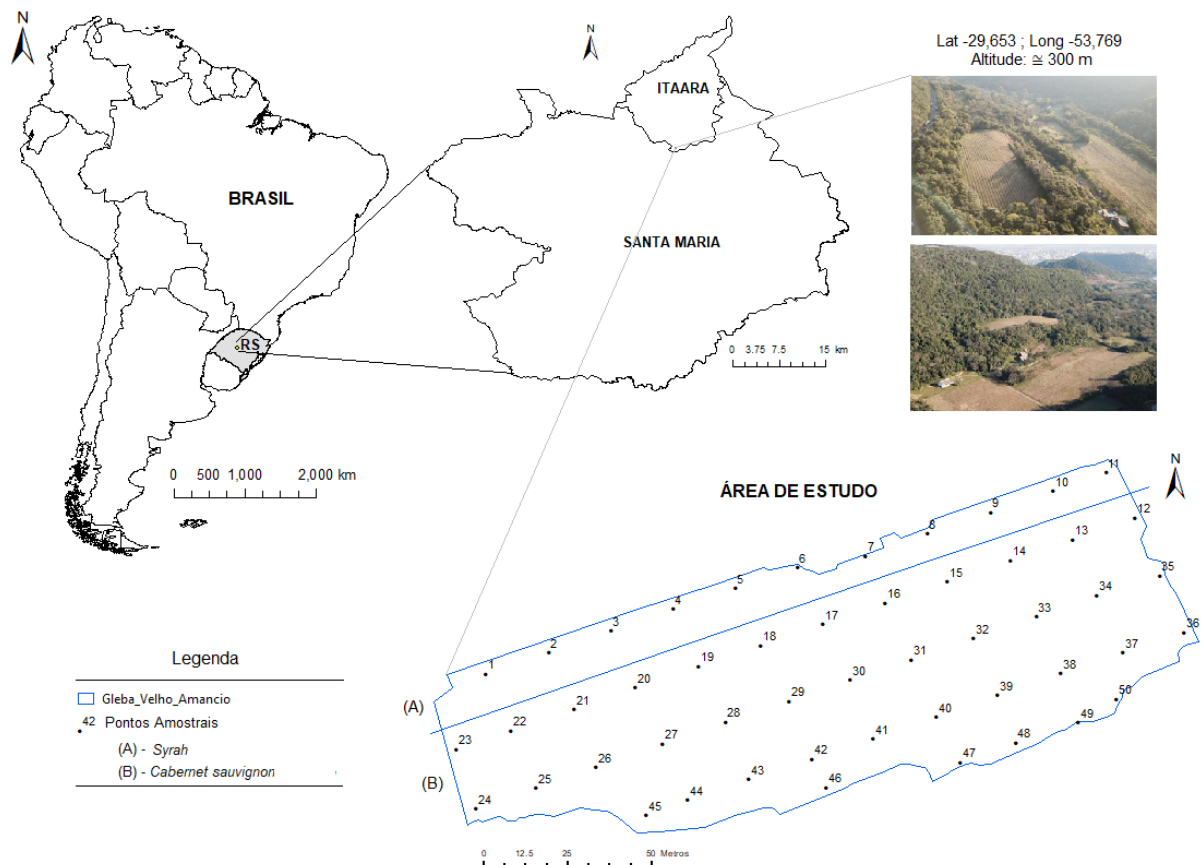 N
BRASIL
RS
0 500 1,000 2,000 km
N
ITAARA
SANTA MARIA
0 3.75 7.5 15 km
Lat -29,653 ; Long -53,769
Altitude: ≅ 300 m
ÁREA DE ESTUDO
N
1
2
3
4
5
6
7
8
9
10
11
12
13
14
15
16
17
18
19
20
21
22
23
24
25
26
27
28
29
30
31
32
33
34
35
36
37
38
39
40
41
42
43
44
45
46
47
48
49
50
(A)
(B)
0 12.5 25 50 Metros
Legenda
Gleba_Velho_Amancio
42 Pontos Amostrais
(A) - Syrah
(B) - Cabernet sauvignon